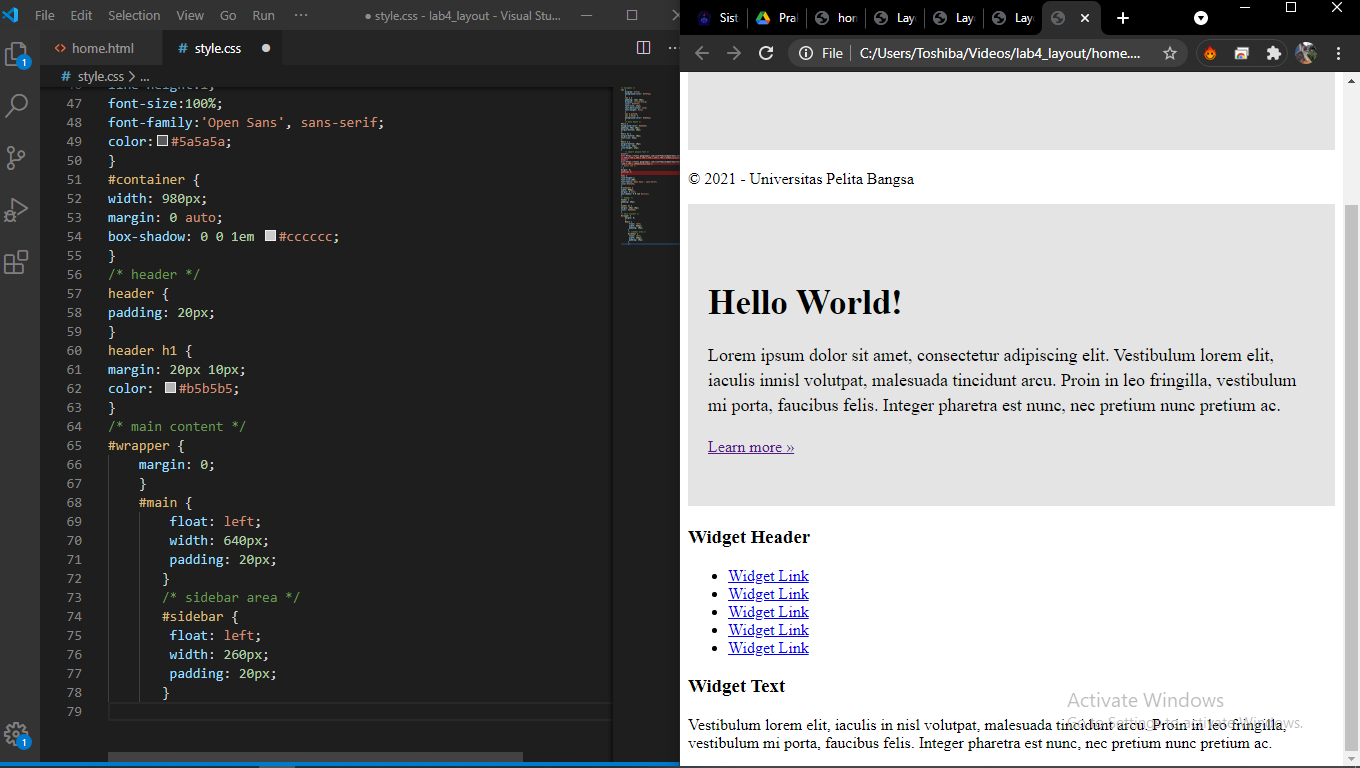 File Edit Selection View Go Run ··· ● style.css - lab4_layout - Visual Stu...
home.html
# style.css ●
# style.css > ...
47 font-size:100%;
48 font-family:'Open Sans', sans-serif;
49 color:#5a5a5a;
50 }
51 #container {
52 width: 980px;
53 margin: 0 auto;
54 box-shadow: 0 0 1em #cccccc;
55 }
56 /* header */
57 header {
58 padding: 20px;
59 }
60 header h1 {
61 margin: 20px 10px;
62 color: #b5b5b5;
63 }
64 /* main content */
65 #wrapper {
66 margin: 0;
67 }
68 #main {
69 float: left;
70 width: 640px;
71 padding: 20px;
72 }
73 /* sidebar area */
74 #sidebar {
75 float: left;
76 width: 260px;
77 padding: 20px;
78 }
79
1
1
Sist Pra hor Lay Lay Lay
File C:/Users/Toshiba/Videos/lab4_layout/home....
© 2021 - Universitas Pelita Bangsa
Hello World!
Lorem ipsum dolor sit amet, consectetur adipiscing elit. Vestibulum lorem elit,
iaculis innisl volutpat, malesuada tincidunt arcu. Proin in leo fringilla, vestibulum
mi porta, faucibus felis. Integer pharetra est nunc, nec pretium nunc pretium ac.
Learn more »
Widget Header
• Widget Link
• Widget Link
• Widget Link
• Widget Link
• Widget Link
Widget Text
Vestibulum lorem elit, iaculis in nisl volutpat, malesuada tincidunt arcu. Proin in leo fringilla,
vestibulum mi porta, faucibus felis. Integer pharetra est nunc, nec pretium nunc pretium ac.
Activate Windows
Go to Settings to activate Windows.